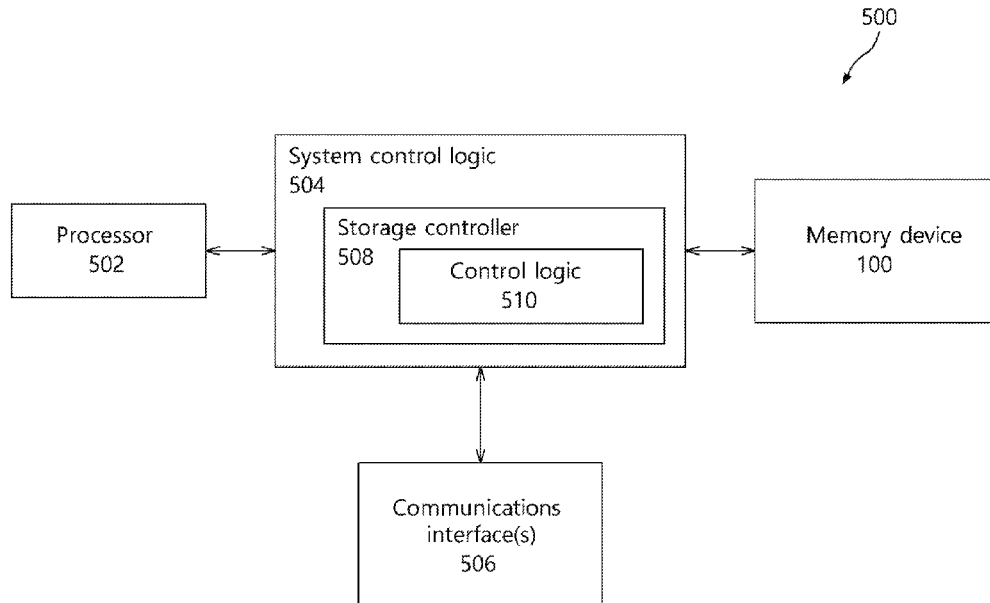 500
System control logic
504
Storage controller
508
Control logic
510
Processor
502
Memory device
100
Communications
interface(s)
506